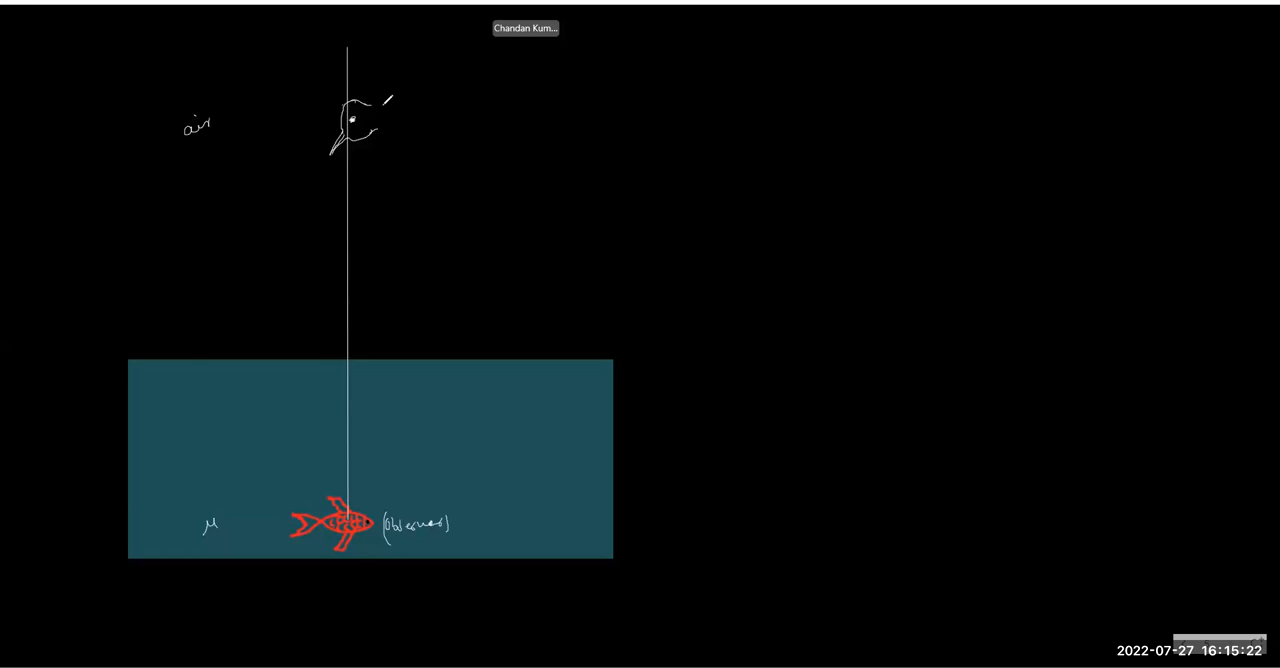 Chandan Kum...
air
μ (Observer)
2022-07-27 16:15:22